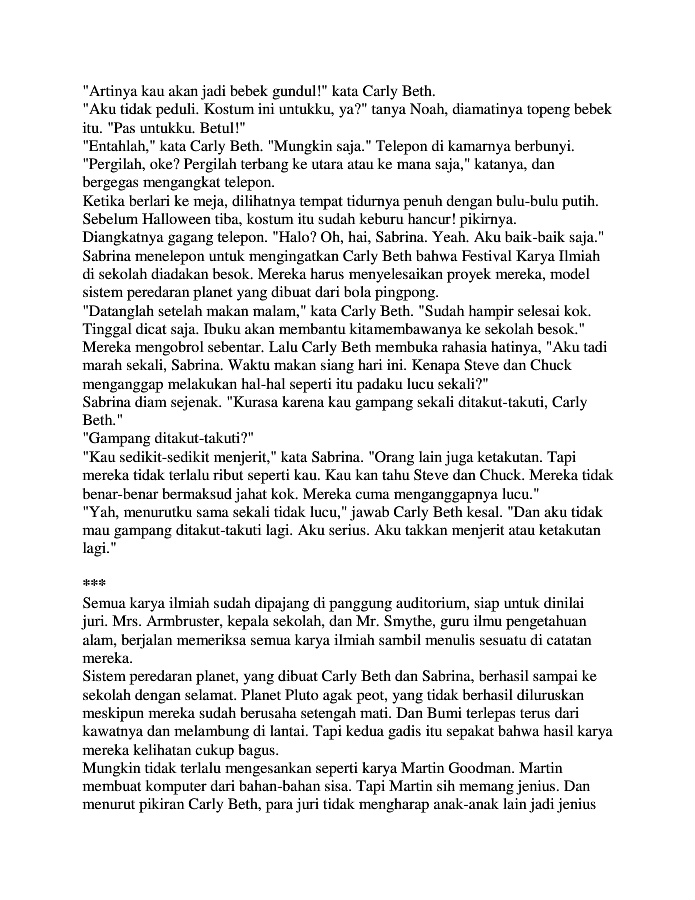 "Artinya kau akan jadi bebek gundul!" kata Carly Beth.
"Aku tidak peduli. Kostum ini untukku, ya?" tanya Noah, diamatinya topeng bebek
itu. "Pas untukku. Betul!"
"Entahlah," kata Carly Beth. "Mungkin saja." Telepon di kamarnya berbunyi.
"Pergilah, oke? Pergilah terbang ke utara atau ke mana saja," katanya, dan
bergegas mengangkat telepon.
Ketika berlari ke meja, dilihatnya tempat tidurnya penuh dengan bulu-bulu putih.
Sebelum Halloween tiba, kostum itu sudah keburu hancur! pikirnya.
Diangkatnya gagang telepon. "Halo? Oh, hai, Sabrina. Yeah. Aku baik-baik saja."
Sabrina menelepon untuk mengingatkan Carly Beth bahwa Festival Karya Ilmiah
di sekolah diadakan besok. Mereka harus menyelesaikan proyek mereka, model
sistem peredaran planet yang dibuat dari bola pingpong.
"Datanglah setelah makan malam," kata Carly Beth. "Sudah hampir selesai kok.
Tinggal dicat saja. Ibuku akan membantu kitamembawanya ke sekolah besok."
Mereka mengobrol sebentar. Lalu Carly Beth membuka rahasia hatinya, "Aku tadi
marah sekali, Sabrina. Waktu makan siang hari ini. Kenapa Steve dan Chuck
menganggap melakukan hal-hal seperti itu padaku lucu sekali?"
Sabrina diam sejenak. "Kurasa karena kau gampang sekali ditakut-takuti, Carly
Beth."
"Gampang ditakut-takuti?"
"Kau sedikit-sedikit menjerit," kata Sabrina. "Orang lain juga ketakutan. Tapi
mereka tidak terlalu ribut seperti kau. Kau kan tahu Steve dan Chuck. Mereka tidak
benar-benar bermaksud jahat kok. Mereka cuma menganggapnya lucu."
"Yah, menurutku sama sekali tidak lucu," jawab Carly Beth kesal. "Dan aku tidak
mau gampang ditakut-takuti lagi. Aku serius. Aku takkan menjerit atau ketakutan
lagi."
***
Semua karya ilmiah sudah dipajang di panggung auditorium, siap untuk dinilai
juri. Mrs. Armbruster, kepala sekolah, dan Mr. Smythe, guru ilmu pengetahuan
alam, berjalan memeriksa semua karya ilmiah sambil menulis sesuatu di catatan
mereka.
Sistem peredaran planet, yang dibuat Carly Beth dan Sabrina, berhasil sampai ke
sekolah dengan selamat. Planet Pluto agak peot, yang tidak berhasil diluruskan
meskipun mereka sudah berusaha setengah mati. Dan Bumi terlepas terus dari
kawatnya dan melambung di lantai. Tapi kedua gadis itu sepakat bahwa hasil karya
mereka kelihatan cukup bagus.
Mungkin tidak terlalu mengesankan seperti karya Martin Goodman. Martin
membuat komputer dari bahan-bahan sisa. Tapi Martin sih memang jenius. Dan
menurut pikiran Carly Beth, para juri tidak mengharap anak-anak lain jadi jenius